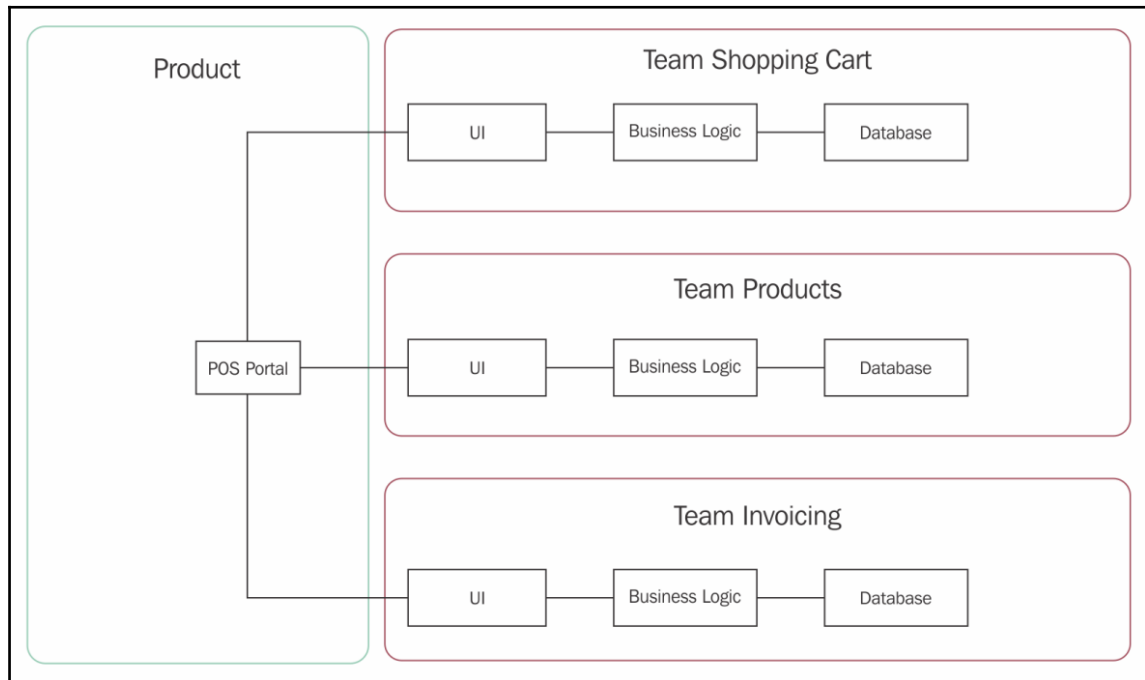 Product
Team Shopping Cart
UI
Business Logic
Database
Team Products
POS Portal
UI
Business Logic
Database
Team Invoicing
UI
Business Logic
Database